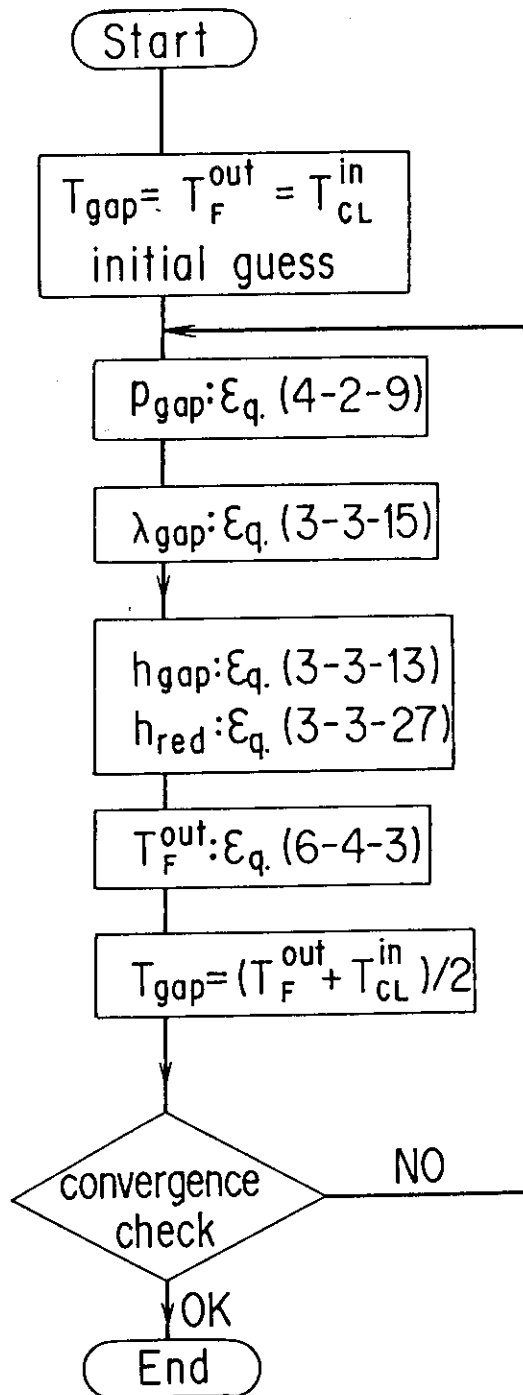 Start
T_gap = T_F^out = T_CL^in
initial guess
P_gap : Eq. (4-2-9)
λ_gap : Eq. (3-3-15)
h_gap : Eq. (3-3-13)
h_red : Eq. (3-3-27)
T_F^out : Eq. (6-4-3)
T_gap = (T_F^out + T_CL^in)/2
convergence
check
NO
OK
End